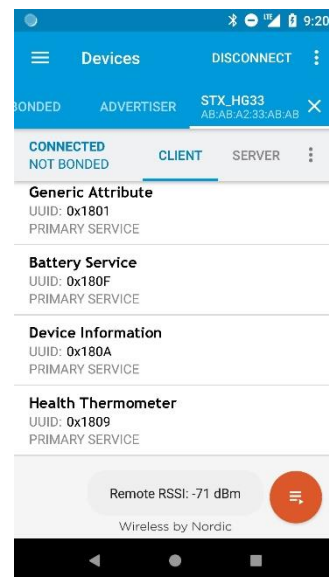 LTE 9:20
Devices DISCONNECT
BONDED ADVERTISER STX_HG33
AB:AB:A2:33:AB:AB
CONNECTED
NOT BONDED CLIENT SERVER
Generic Attribute
UUID: 0x1801
PRIMARY SERVICE
Battery Service
UUID: 0x180F
PRIMARY SERVICE
Device Information
UUID: 0x180A
PRIMARY SERVICE
Health Thermometer
UUID: 0x1809
PRIMARY SERVICE
Remote RSSI: -71 dBm
Wireless by Nordic